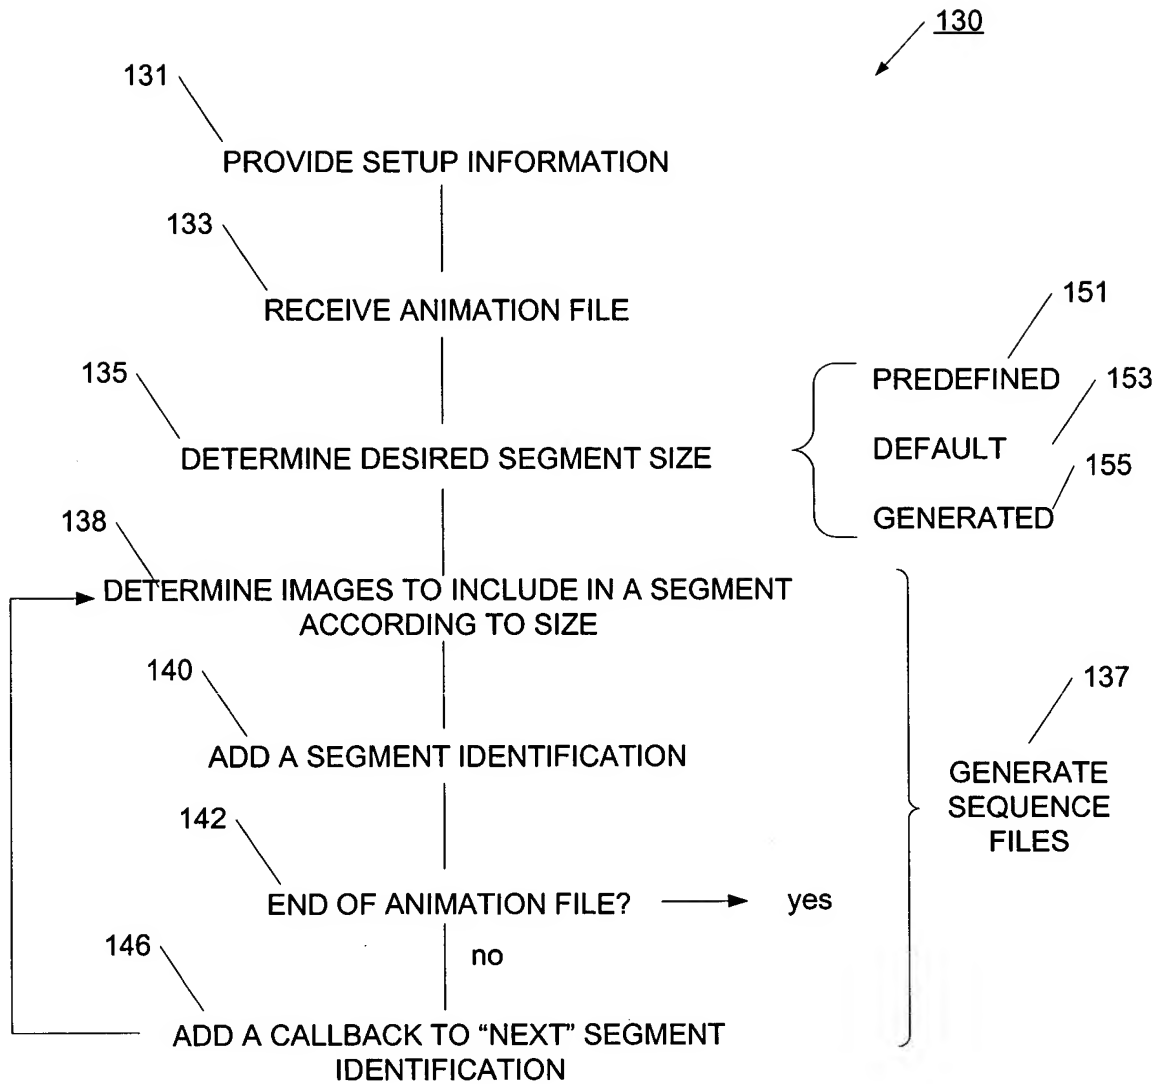 130
131
PROVIDE SETUP INFORMATION
133
RECEIVE ANIMATION FILE
151
PREDEFINED
135
153
DETERMINE DESIRED SEGMENT SIZE
DEFAULT
155
GENERATED
138
DETERMINE IMAGES TO INCLUDE IN A SEGMENT
ACCORDING TO SIZE
140
137
ADD A SEGMENT IDENTIFICATION
GENERATE
SEQUENCE
FILES
142
END OF ANIMATION FILE?
yes
146
no
ADD A CALLBACK TO “NEXT” SEGMENT
IDENTIFICATION